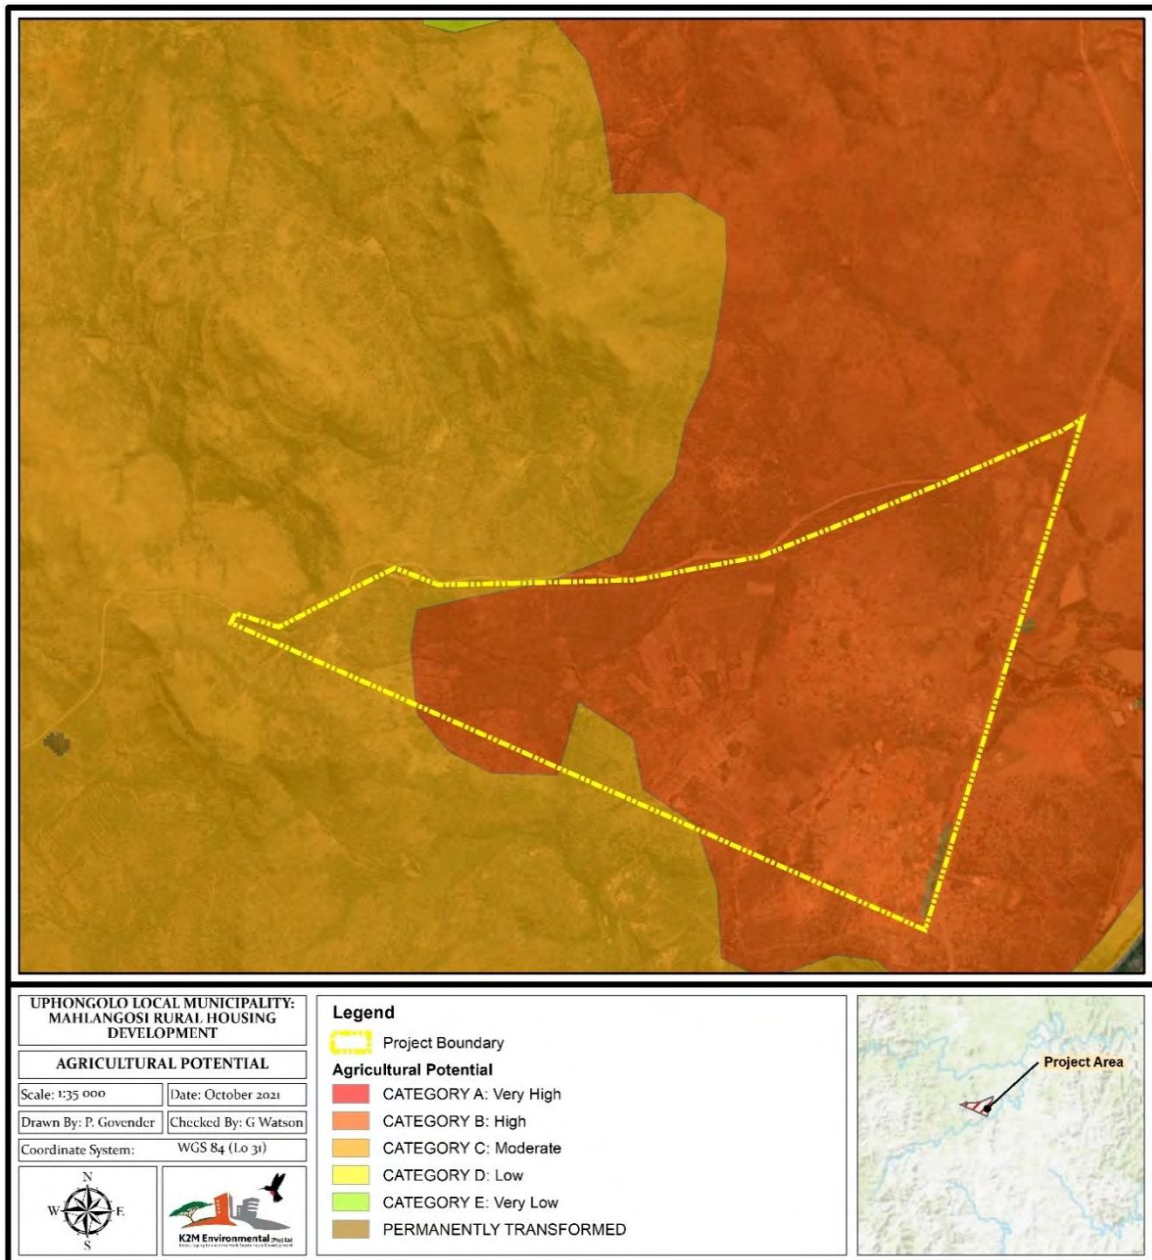 UPHONGOLO LOCAL MUNICIPALITY:
MAHLANGOSI RURAL HOUSING
DEVELOPMENT
AGRICULTURAL POTENTIAL
Scale: 1:35 000
Date: October 2021
Drawn By: P. Govender
Checked By: G Watson
Coordinate System: WGS 84 (Lo 31)
N
W E
S
K2M Environmental (Pty) Ltd
Legend
Project Boundary
Agricultural Potential
CATEGORY A: Very High
CATEGORY B: High
CATEGORY C: Moderate
CATEGORY D: Low
CATEGORY E: Very Low
PERMANENTLY TRANSFORMED
Project Area